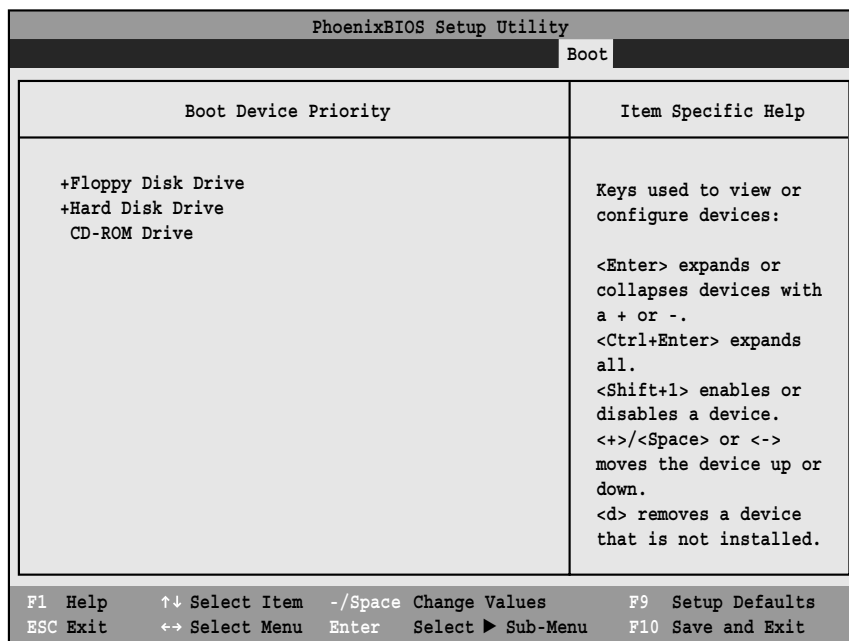 PhoenixBIOS Setup Utility
Boot
Boot Device Priority
+Floppy Disk Drive
+Hard Disk Drive
CD-ROM Drive
Item Specific Help
Keys used to view or
configure devices:
<Enter> expands or
collapses devices with
a + or -.
<Ctrl+Enter> expands
all.
<Shift+1> enables or
disables a device.
<+>/<Space> or <->
moves the device up or
down.
<d> removes a device
that is not installed.
F1 Help ↑↓ Select Item -/Space Change Values F9 Setup Defaults
ESC Exit ←→ Select Menu Enter Select ▶ Sub-Menu F10 Save and Exit